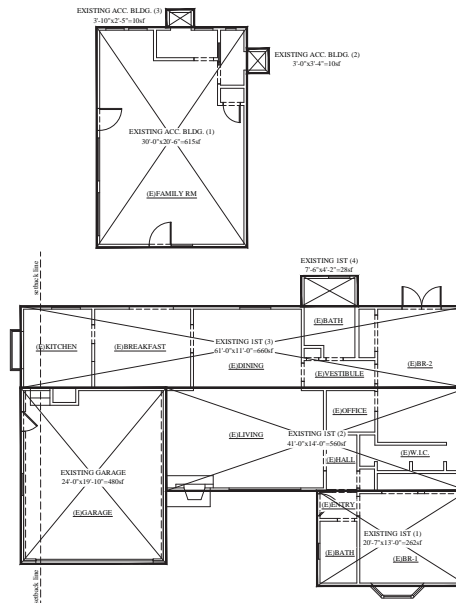 EXISTING ACC. BLDG. (3)
3'-10"x2'-5"=10sf
EXISTING ACC. BLDG. (2)
3'-0"x3'-4"=10sf
EXISTING ACC. BLDG. (1)
30'-0"x20'-6"=615sf
(E)FAMILY RM
setback line
EXISTING 1ST (4)
7'-6"x4'-2"=28sf
(E)BATH
EXISTING 1ST (3)
61'-0"x11'-0"=660sf
(E)KITCHEN
(E)BREAKFAST
(E)DINING
(E)VESTIBULE
(E)BR-2
(E)OFFICE
(E)LIVING
EXISTING 1ST (2)
41'-0"x14'-0"=560sf
(E)HALL
(E)W.I.C.
EXISTING GARAGE
24'-0"x19'-10"=480sf
(E)GARAGE
(E)ENTRY
EXISTING 1ST (1)
20'-7"x13'-0"=262sf
(E)BATH
(E)BR-1
setback line